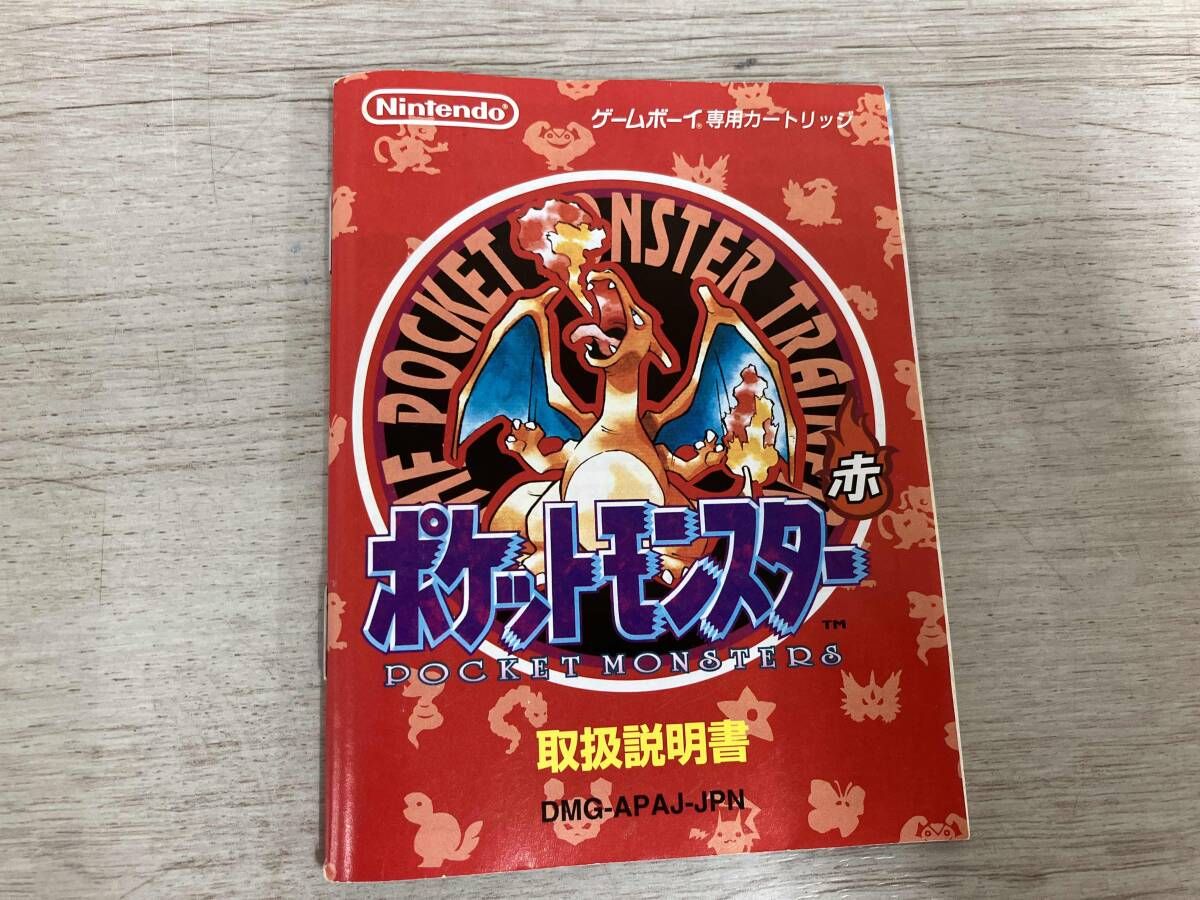 Nintendo®
ゲームボーイ®専用カートリッジ
POCKET MONSTER TRAINER
赤
ポケットモンスター
TM
POCKET MONSTERS
取扱説明書
DMG-APAJ-JPN